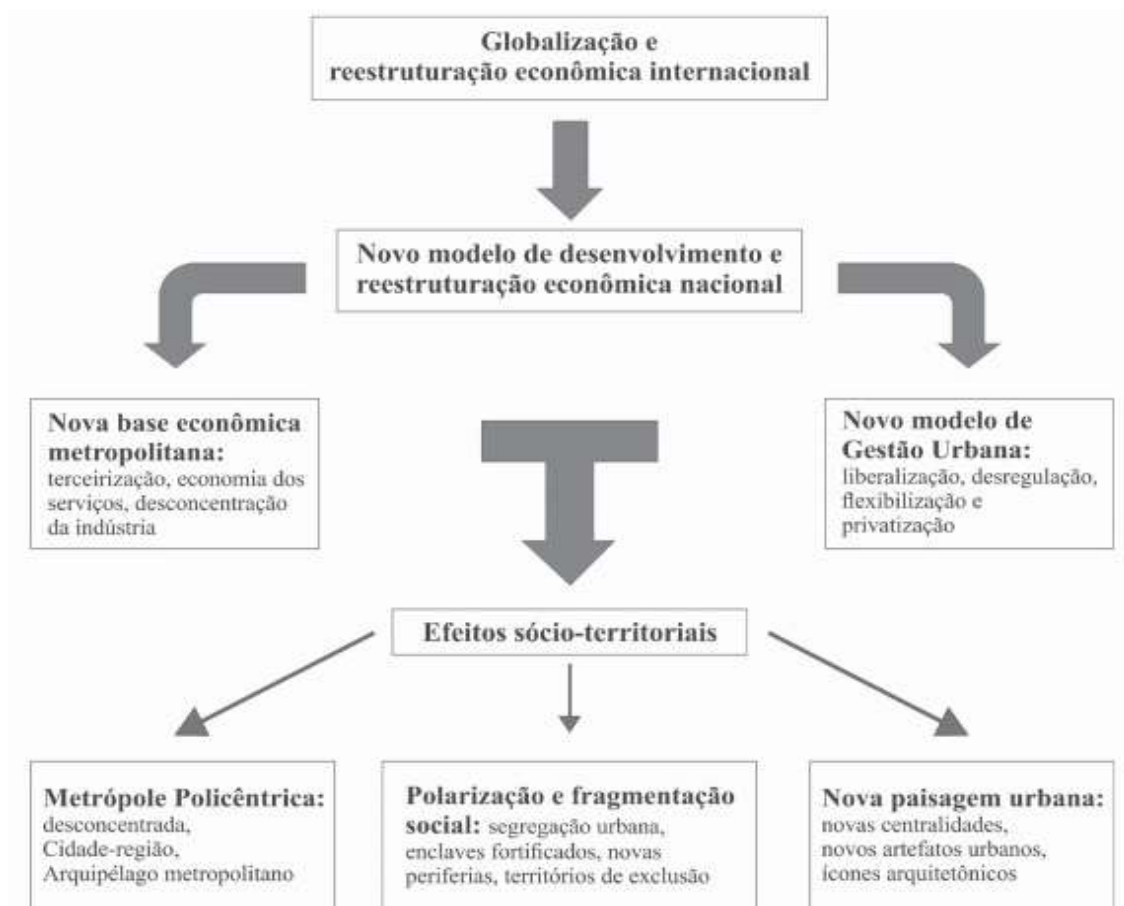 Globalização e
reestruturação econômica internacional
Novo modelo de desenvolvimento e
reestruturação econômica nacional
Nova base econômica
metropolitana:
terceirização, economia dos
serviços, desconcentração
da indústria
Novo modelo de
Gestão Urbana:
liberalização, desregulação,
flexibilização e
privatização
Efeitos sócio-territoriais
Metrópole Policêntrica:
desconcentrada,
Cidade-região,
Arquipélago metropolitano
Polarização e fragmentação
social: segregação urbana,
enclaves fortificados, novas
periferias, territórios de exclusão
Nova paisagem urbana:
novas centralidades,
novos artefatos urbanos,
ícones arquitetônicos